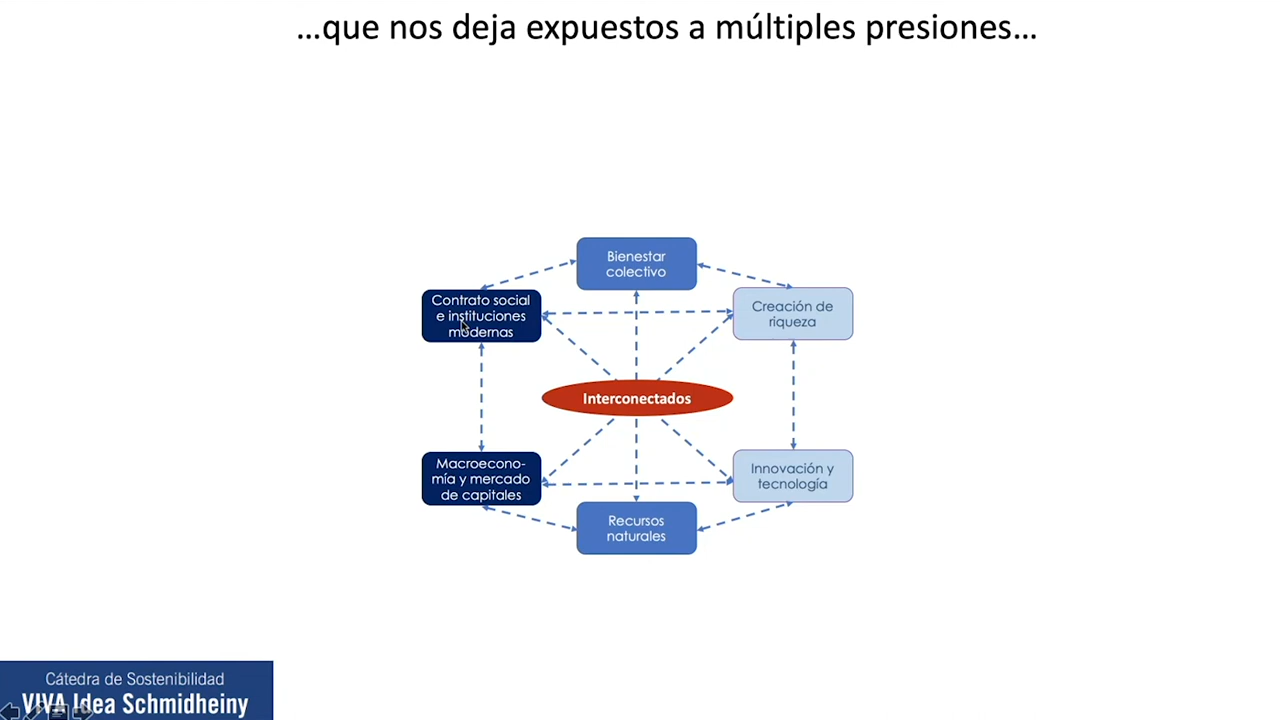 ...que nos deja expuestos a múltiples presiones...
Bienestar
colectivo
Contrato social
e instituciones
modernas
Creación de
riqueza
Interconectados
Macroecono-
mía y mercado
de capitales
Innovación y
tecnología
Recursos
naturales
Cátedra de Sostenibilidad
VIVA Idea Schmidheiny